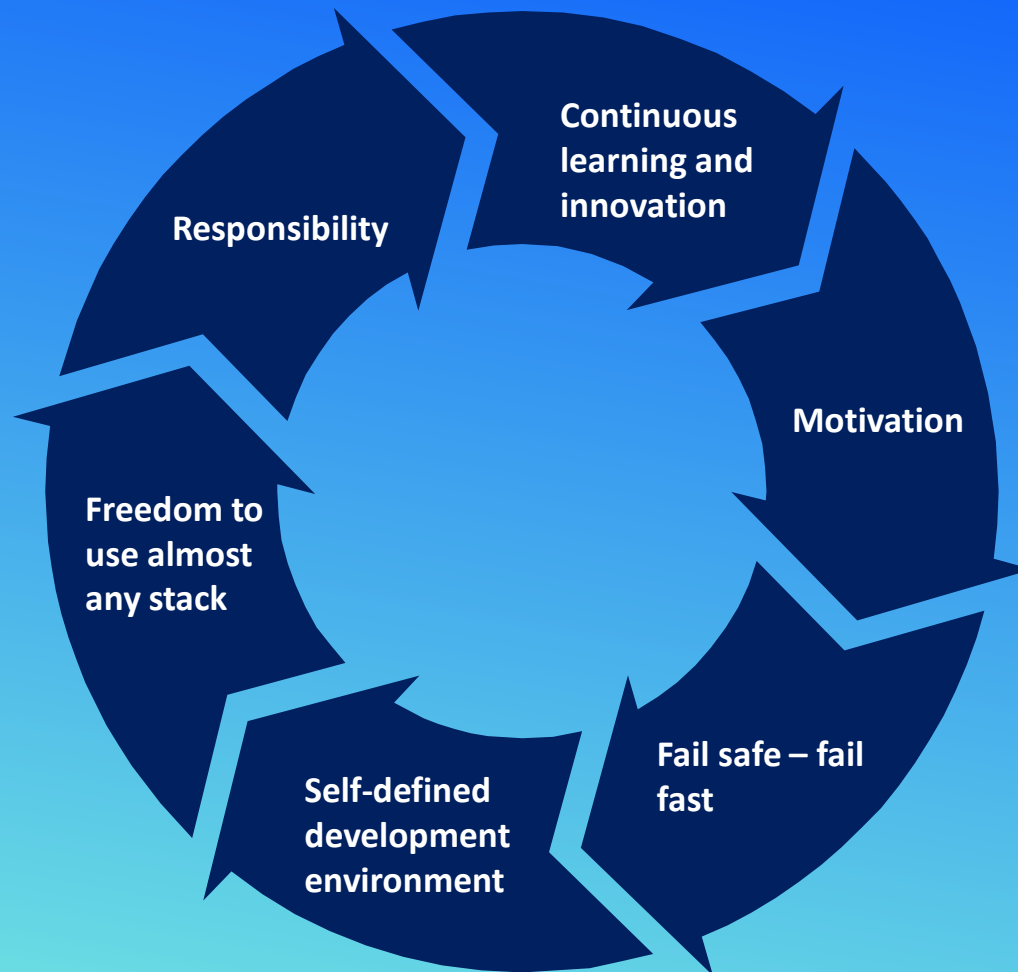 Continuous
learning and
innovation
Responsibility
Motivation
Freedom to
use almost
any stack
Fail safe – fail
fast
Self-defined
development
environment